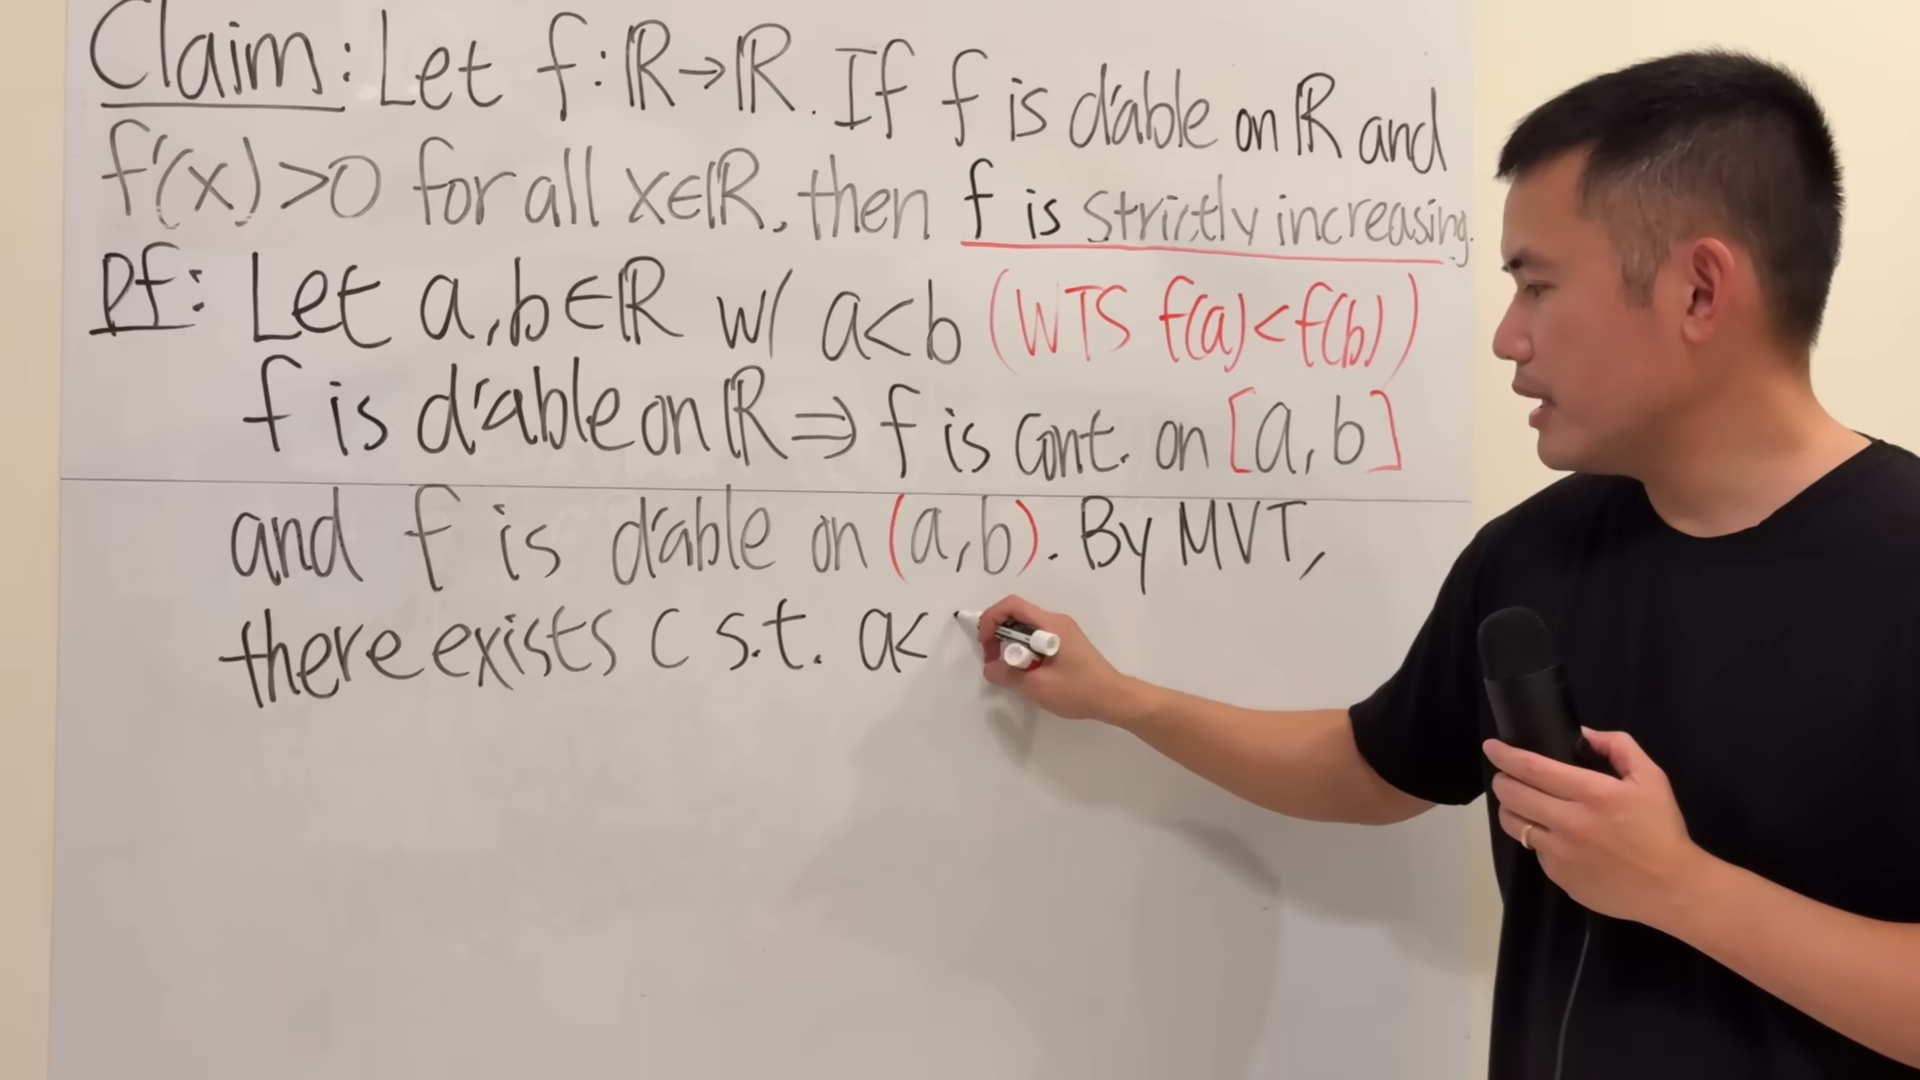 Claim: Let f: ℝ→ℝ. If f is d'able on ℝ and
f'(x)>0 for all x∈ℝ, then f is strictly increasing.
Pf: Let a,b∈ℝ w/ a<b (WTS f(a)<f(b))
f is d'able on ℝ ⇒ f is cont. on [a,b]
and f is d'able on (a,b). By MVT,
there exists c s.t. a<